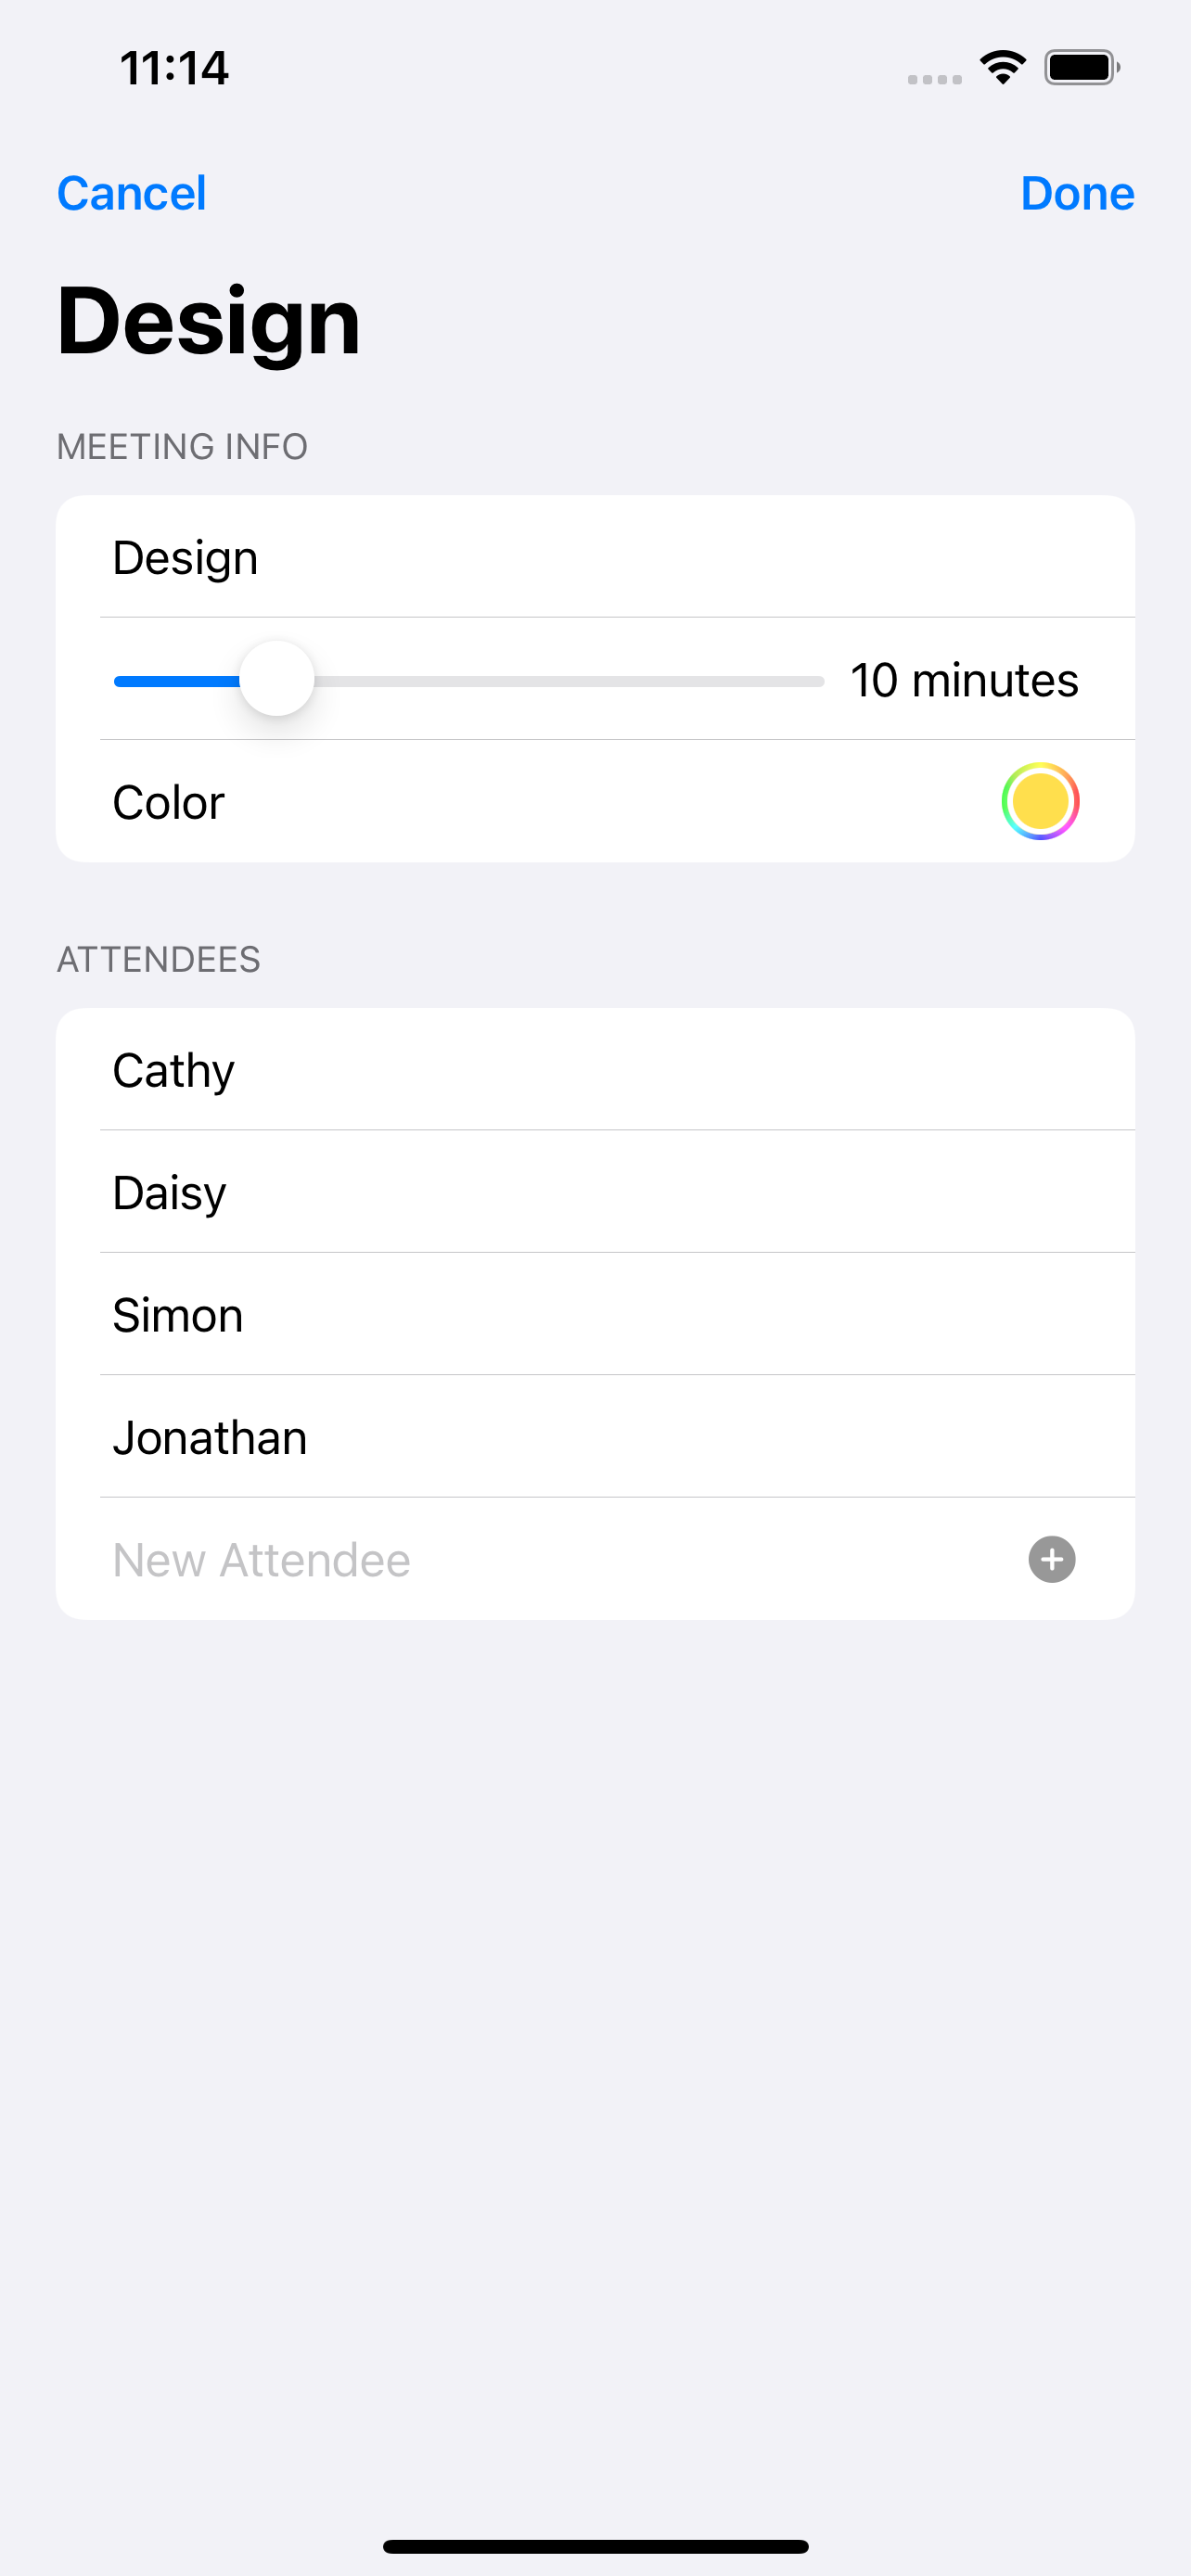 11:14
Cancel Done
Design
MEETING INFO
Design
10 minutes
Color
ATTENDEES
Cathy
Daisy
Simon
Jonathan
New Attendee